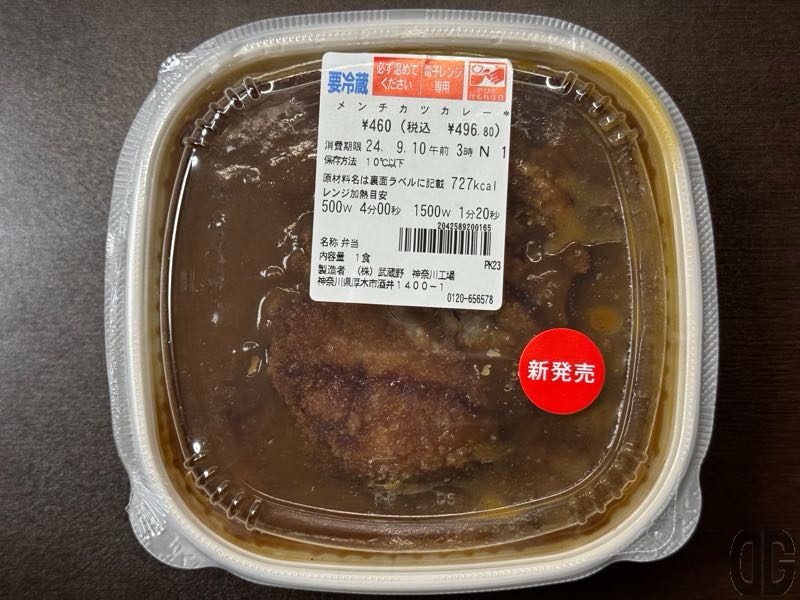 要冷蔵 必ず温めてください 電子レンジ専用 やけど
メンチカツカレー*
¥460 (税込 ¥496.80)
消費期限 24. 9.10 午前 3時 N 1
保存方法 10℃以下
原材料名は裏面ラベルに記載 727kcal
レンジ加熱目安
500W 4分00秒 1500W 1分20秒
2042589200165
名称 弁当
内容量 1食
PK23
製造者 (株) 武蔵野 神奈川工場
神奈川県厚木市酒井1400-1
0120-656578
新発売
DG